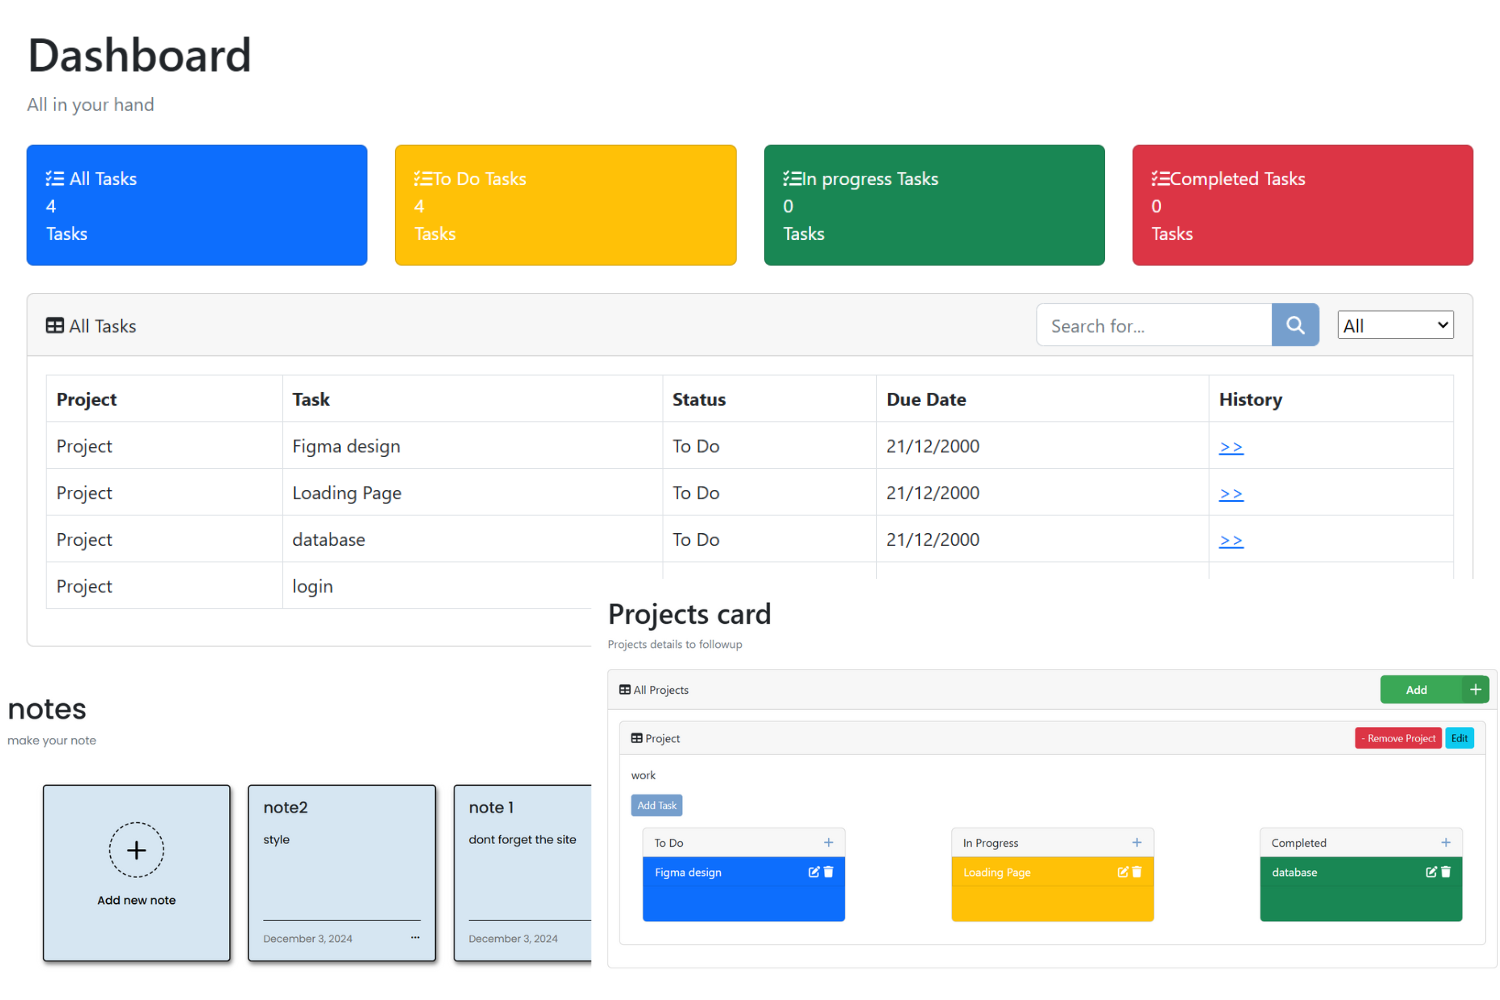 Dashboard
All in your hand
All Tasks
4
Tasks
To Do Tasks
4
Tasks
In progress Tasks
0
Tasks
Completed Tasks
0
Tasks
All Tasks
Search for...
All
Project Task Status Due Date History
Project Figma design To Do 21/12/2000 >>
Project Loading Page To Do 21/12/2000 >>
Project database To Do 21/12/2000 >>
Project login
Projects card
Projects details to followup
All Projects
Add +
Project
- Remove Project
Edit
work
Add Task
To Do +
Figma design
In Progress +
Loading Page
Completed +
database
notes
make your note
+
Add new note
note2
style
December 3, 2024 ...
note 1
dont forget the site
December 3, 2024